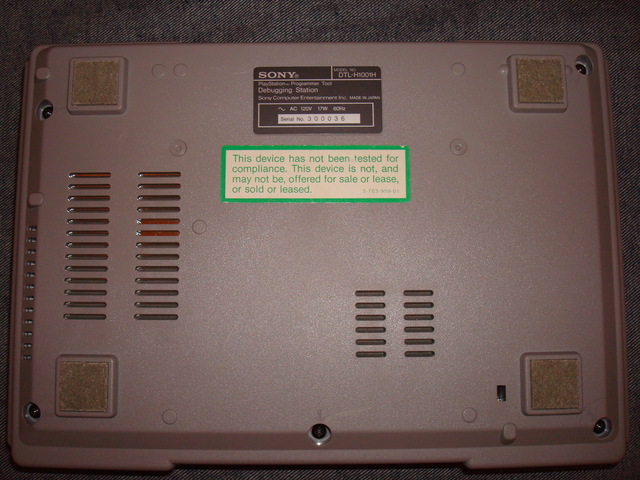 SONY®
MODEL NO.
DTL-H1001H
PlayStation™ Programmer Tool
Debugging Station
Sony Computer Entertainment Inc. MADE IN JAPAN
∿ AC 120V 17W 60Hz
Serial No. 300036
This device has not been tested for
compliance. This device is not, and
may not be, offered for sale or lease,
or sold or leased.